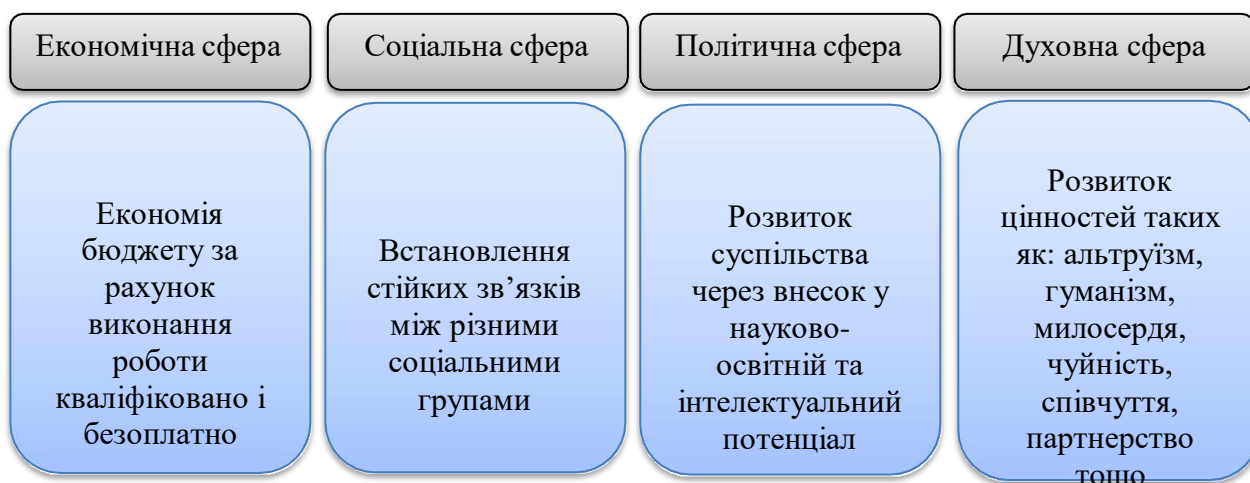 Економічна сфера
Економія
бюджету за
рахунок
виконання
роботи
кваліфіковано і
безоплатно
Соціальна сфера
Встановлення
стійких зв’язків
між різними
соціальними
групами
Політична сфера
Розвиток
суспільства
через внесок у
науково-
освітній та
інтелектуальний
потенціал
Духовна сфера
Розвиток
цінностей таких
як: альтруїзм,
гуманізм,
милосердя,
чуйність,
співчуття,
партнерство
тощо